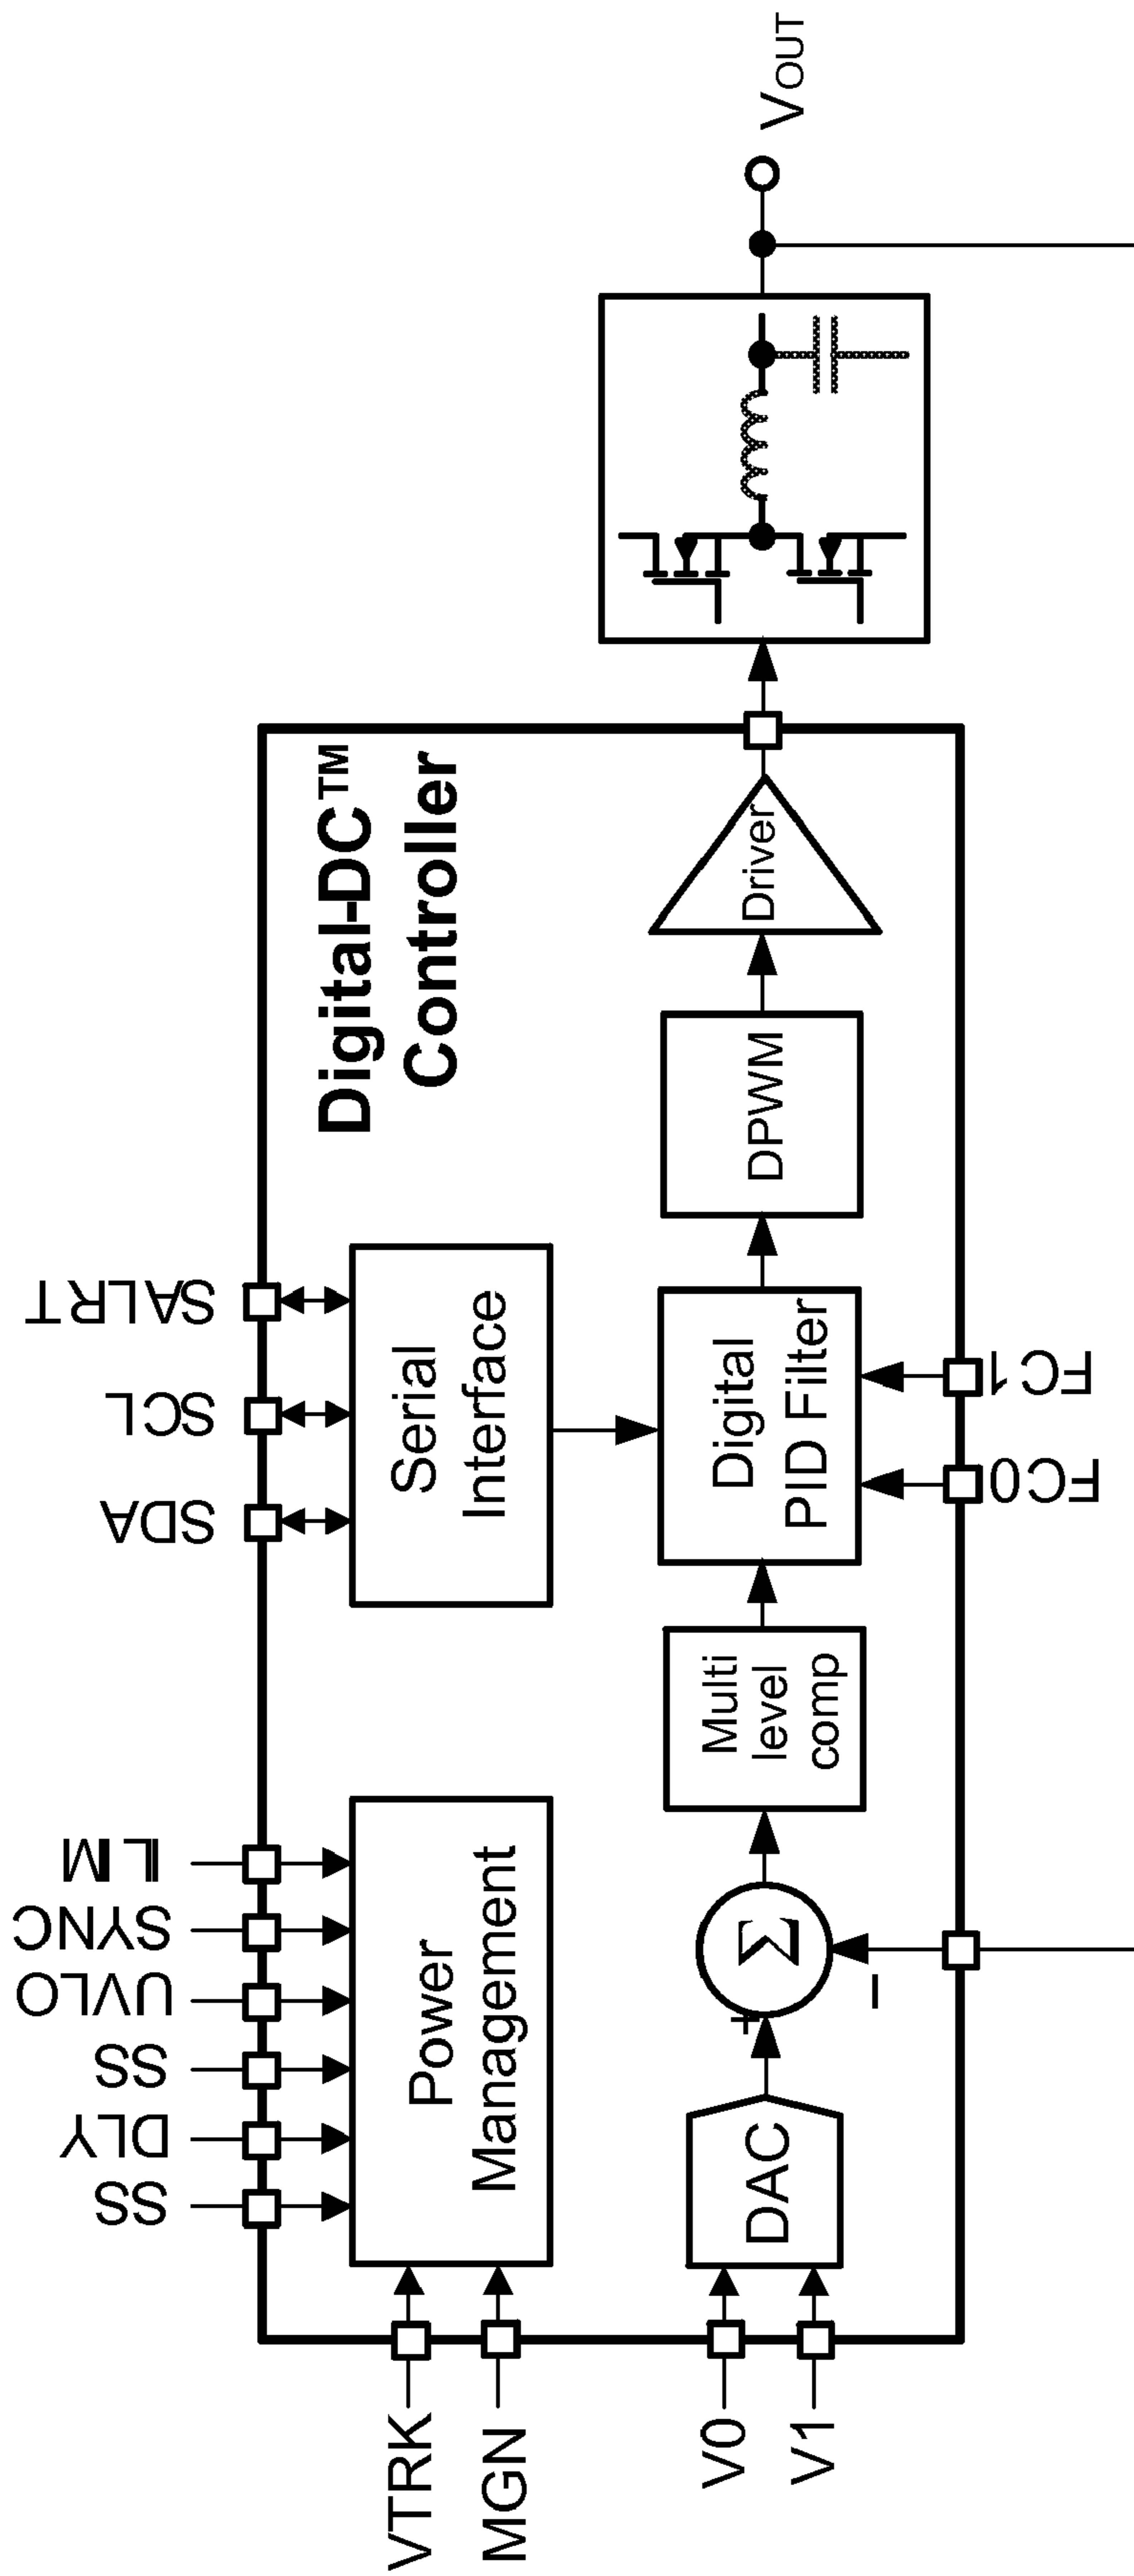 SS
DLY
SS
UVLO
SYNC
ILIM
SDA
SCL
SALRT
Digital-DC™
Controller
VTRK
MGN
Power
Management
Serial
Interface
V0
V1
DAC
+
Σ
−
Multi
level
comp
Digital
PID Filter
DPWM
Driver
VOUT
FC0
FC1